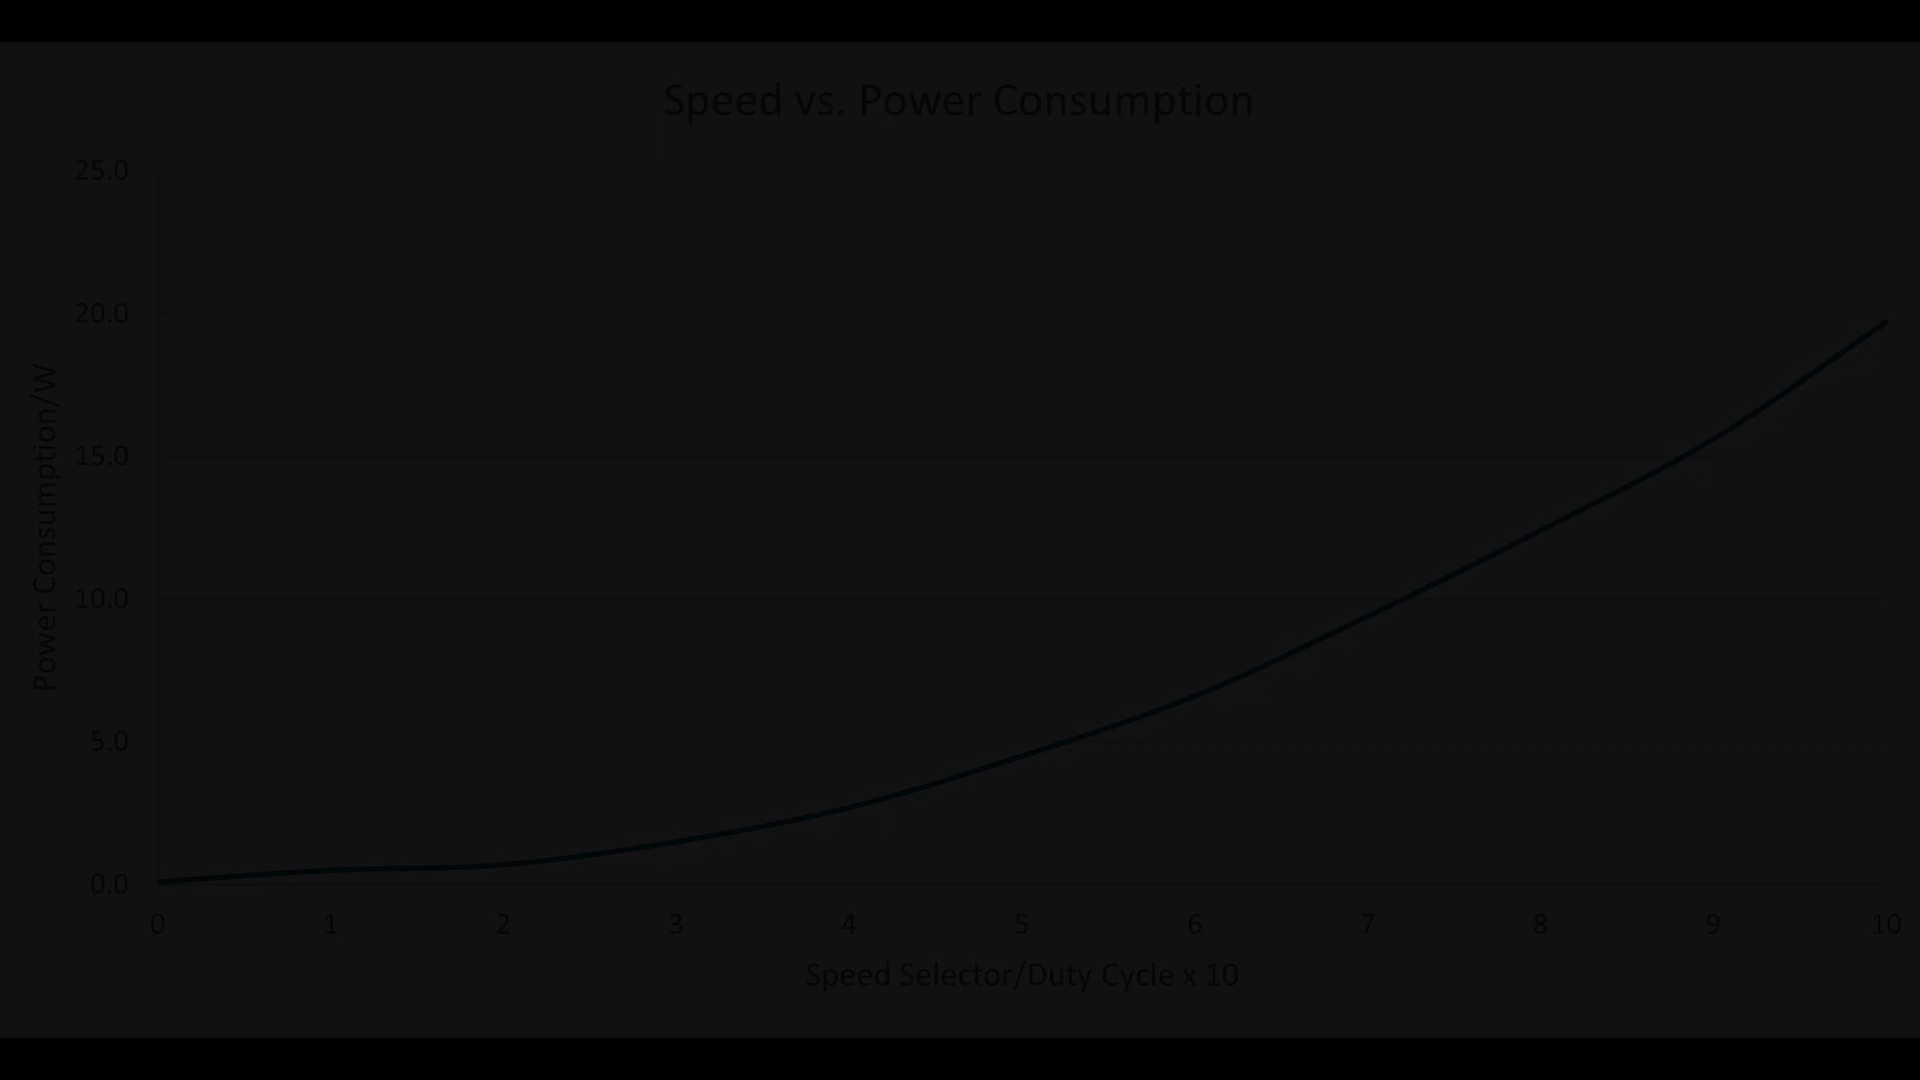 Speed vs. Power Consumption
25.0
20.0
15.0
10.0
5.0
0.0
Power Consumption/W
0 1 2 3 4 5 6 7 8 9 10
Speed Selector/Duty Cycle x 10